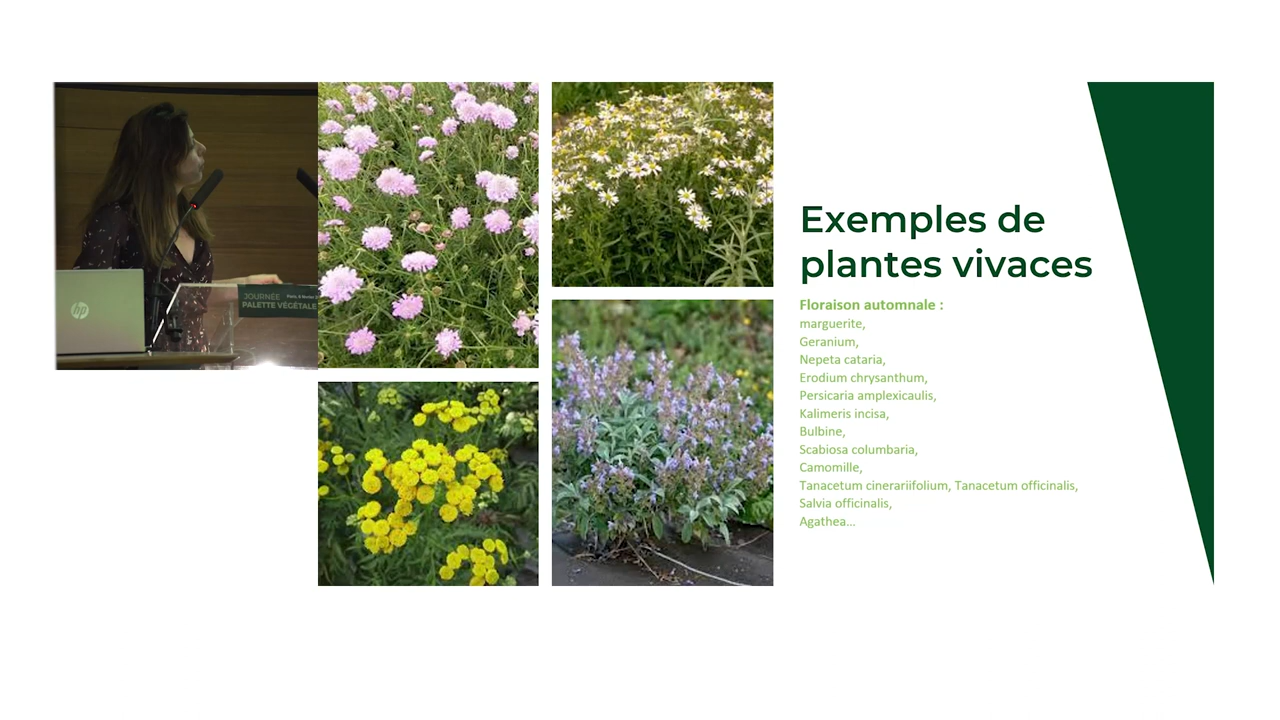 hp
JOURNÉE
PALETTE VÉGÉTALE
Exemples de
plantes vivaces
Floraison automnale :
marguerite,
Geranium,
Nepeta cataria,
Erodium chrysanthum,
Persicaria amplexicaulis,
Kalimeris incisa,
Bulbine,
Scabiosa columbaria,
Camomille,
Tanacetum cinerariifolium, Tanacetum officinalis,
Salvia officinalis,
Agathea...